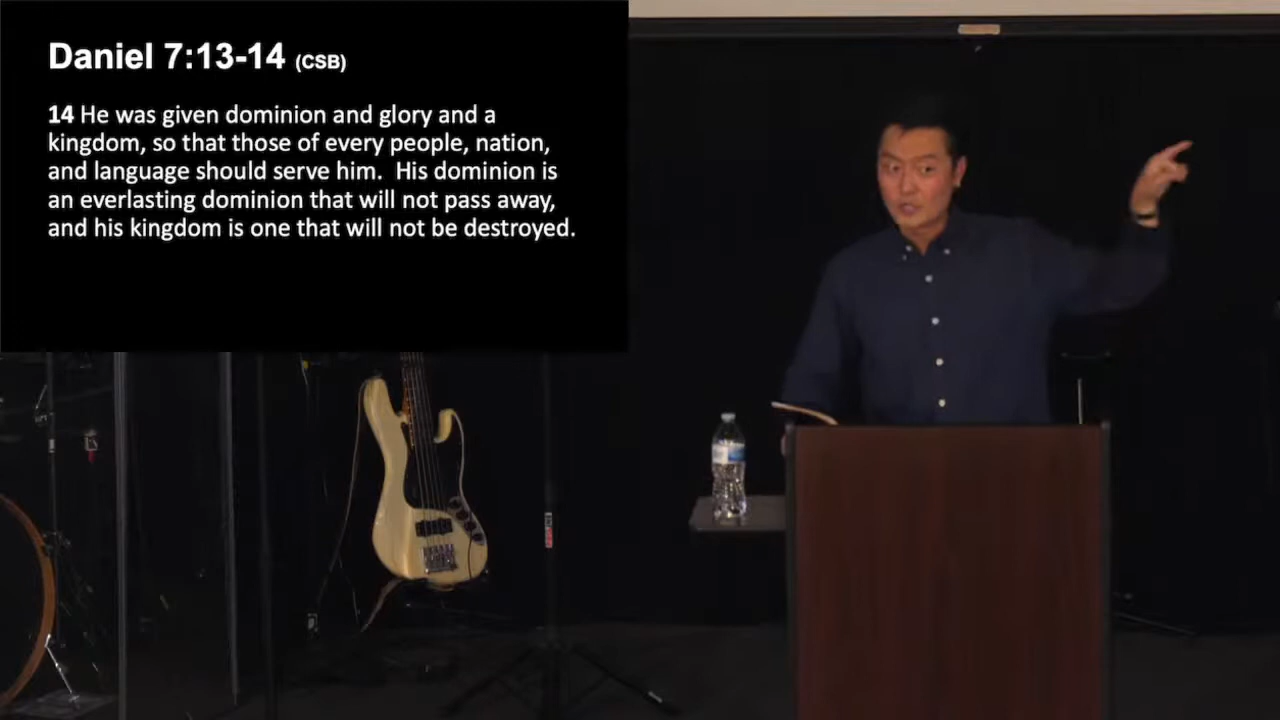 Daniel 7:13-14 (CSB)
14 He was given dominion and glory and a
kingdom, so that those of every people, nation,
and language should serve him.  His dominion is
an everlasting dominion that will not pass away,
and his kingdom is one that will not be destroyed.